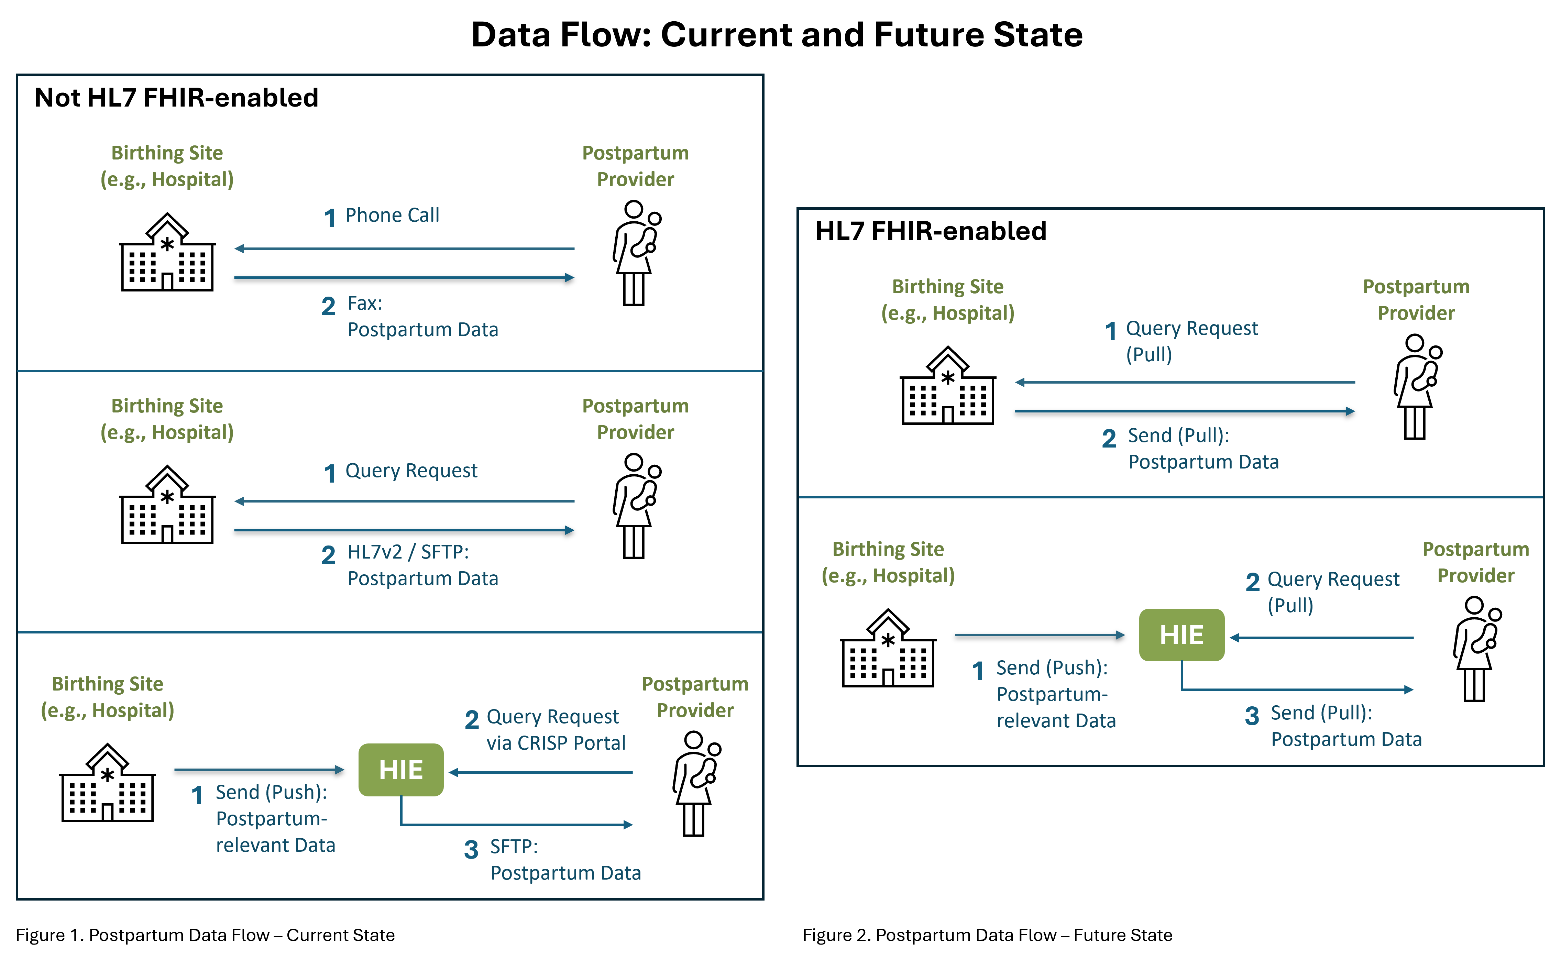 Data Flow: Current and Future State
Not HL7 FHIR-enabled
Birthing Site
(e.g., Hospital)
Postpartum
Provider
1 Phone Call
2 Fax:
Postpartum Data
Birthing Site
(e.g., Hospital)
Postpartum
Provider
1 Query Request
2 HL7v2 / SFTP:
Postpartum Data
Birthing Site
(e.g., Hospital)
Postpartum
Provider
2 Query Request
via CRISP Portal
HIE
1 Send (Push):
Postpartum-
relevant Data
3 SFTP:
Postpartum Data
Figure 1. Postpartum Data Flow – Current State
HL7 FHIR-enabled
Birthing Site
(e.g., Hospital)
Postpartum
Provider
1 Query Request
(Pull)
2 Send (Pull):
Postpartum Data
Birthing Site
(e.g., Hospital)
Postpartum
Provider
2 Query Request
(Pull)
HIE
1 Send (Push):
Postpartum-
relevant Data
3 Send (Pull):
Postpartum Data
Figure 2. Postpartum Data Flow – Future State